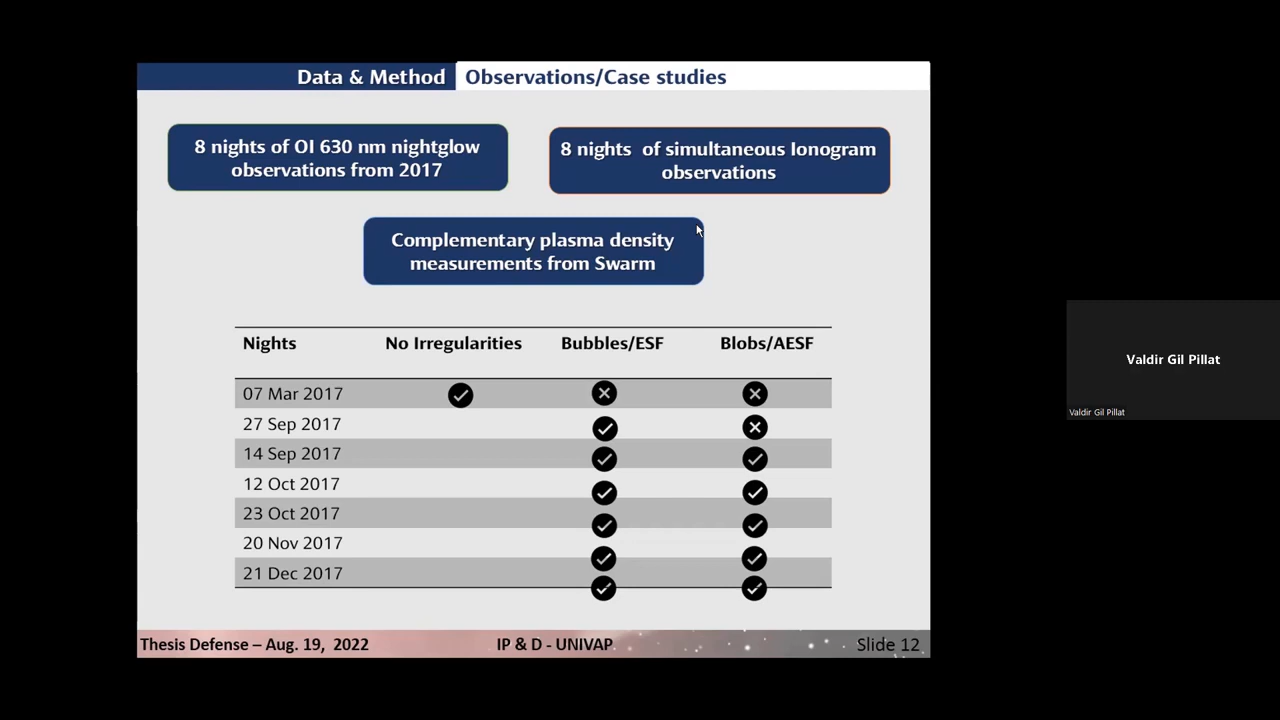 Data & Method Observations/Case studies
8 nights of OI 630 nm nightglow
observations from 2017
8 nights of simultaneous Ionogram
observations
Complementary plasma density
measurements from Swarm
Nights No Irregularities Bubbles/ESF Blobs/AESF
07 Mar 2017
27 Sep 2017
14 Sep 2017
12 Oct 2017
23 Oct 2017
20 Nov 2017
21 Dec 2017
Thesis Defense – Aug. 19, 2022 IP & D - UNIVAP Slide 12
Valdir Gil Pillat
Valdir Gil Pillat